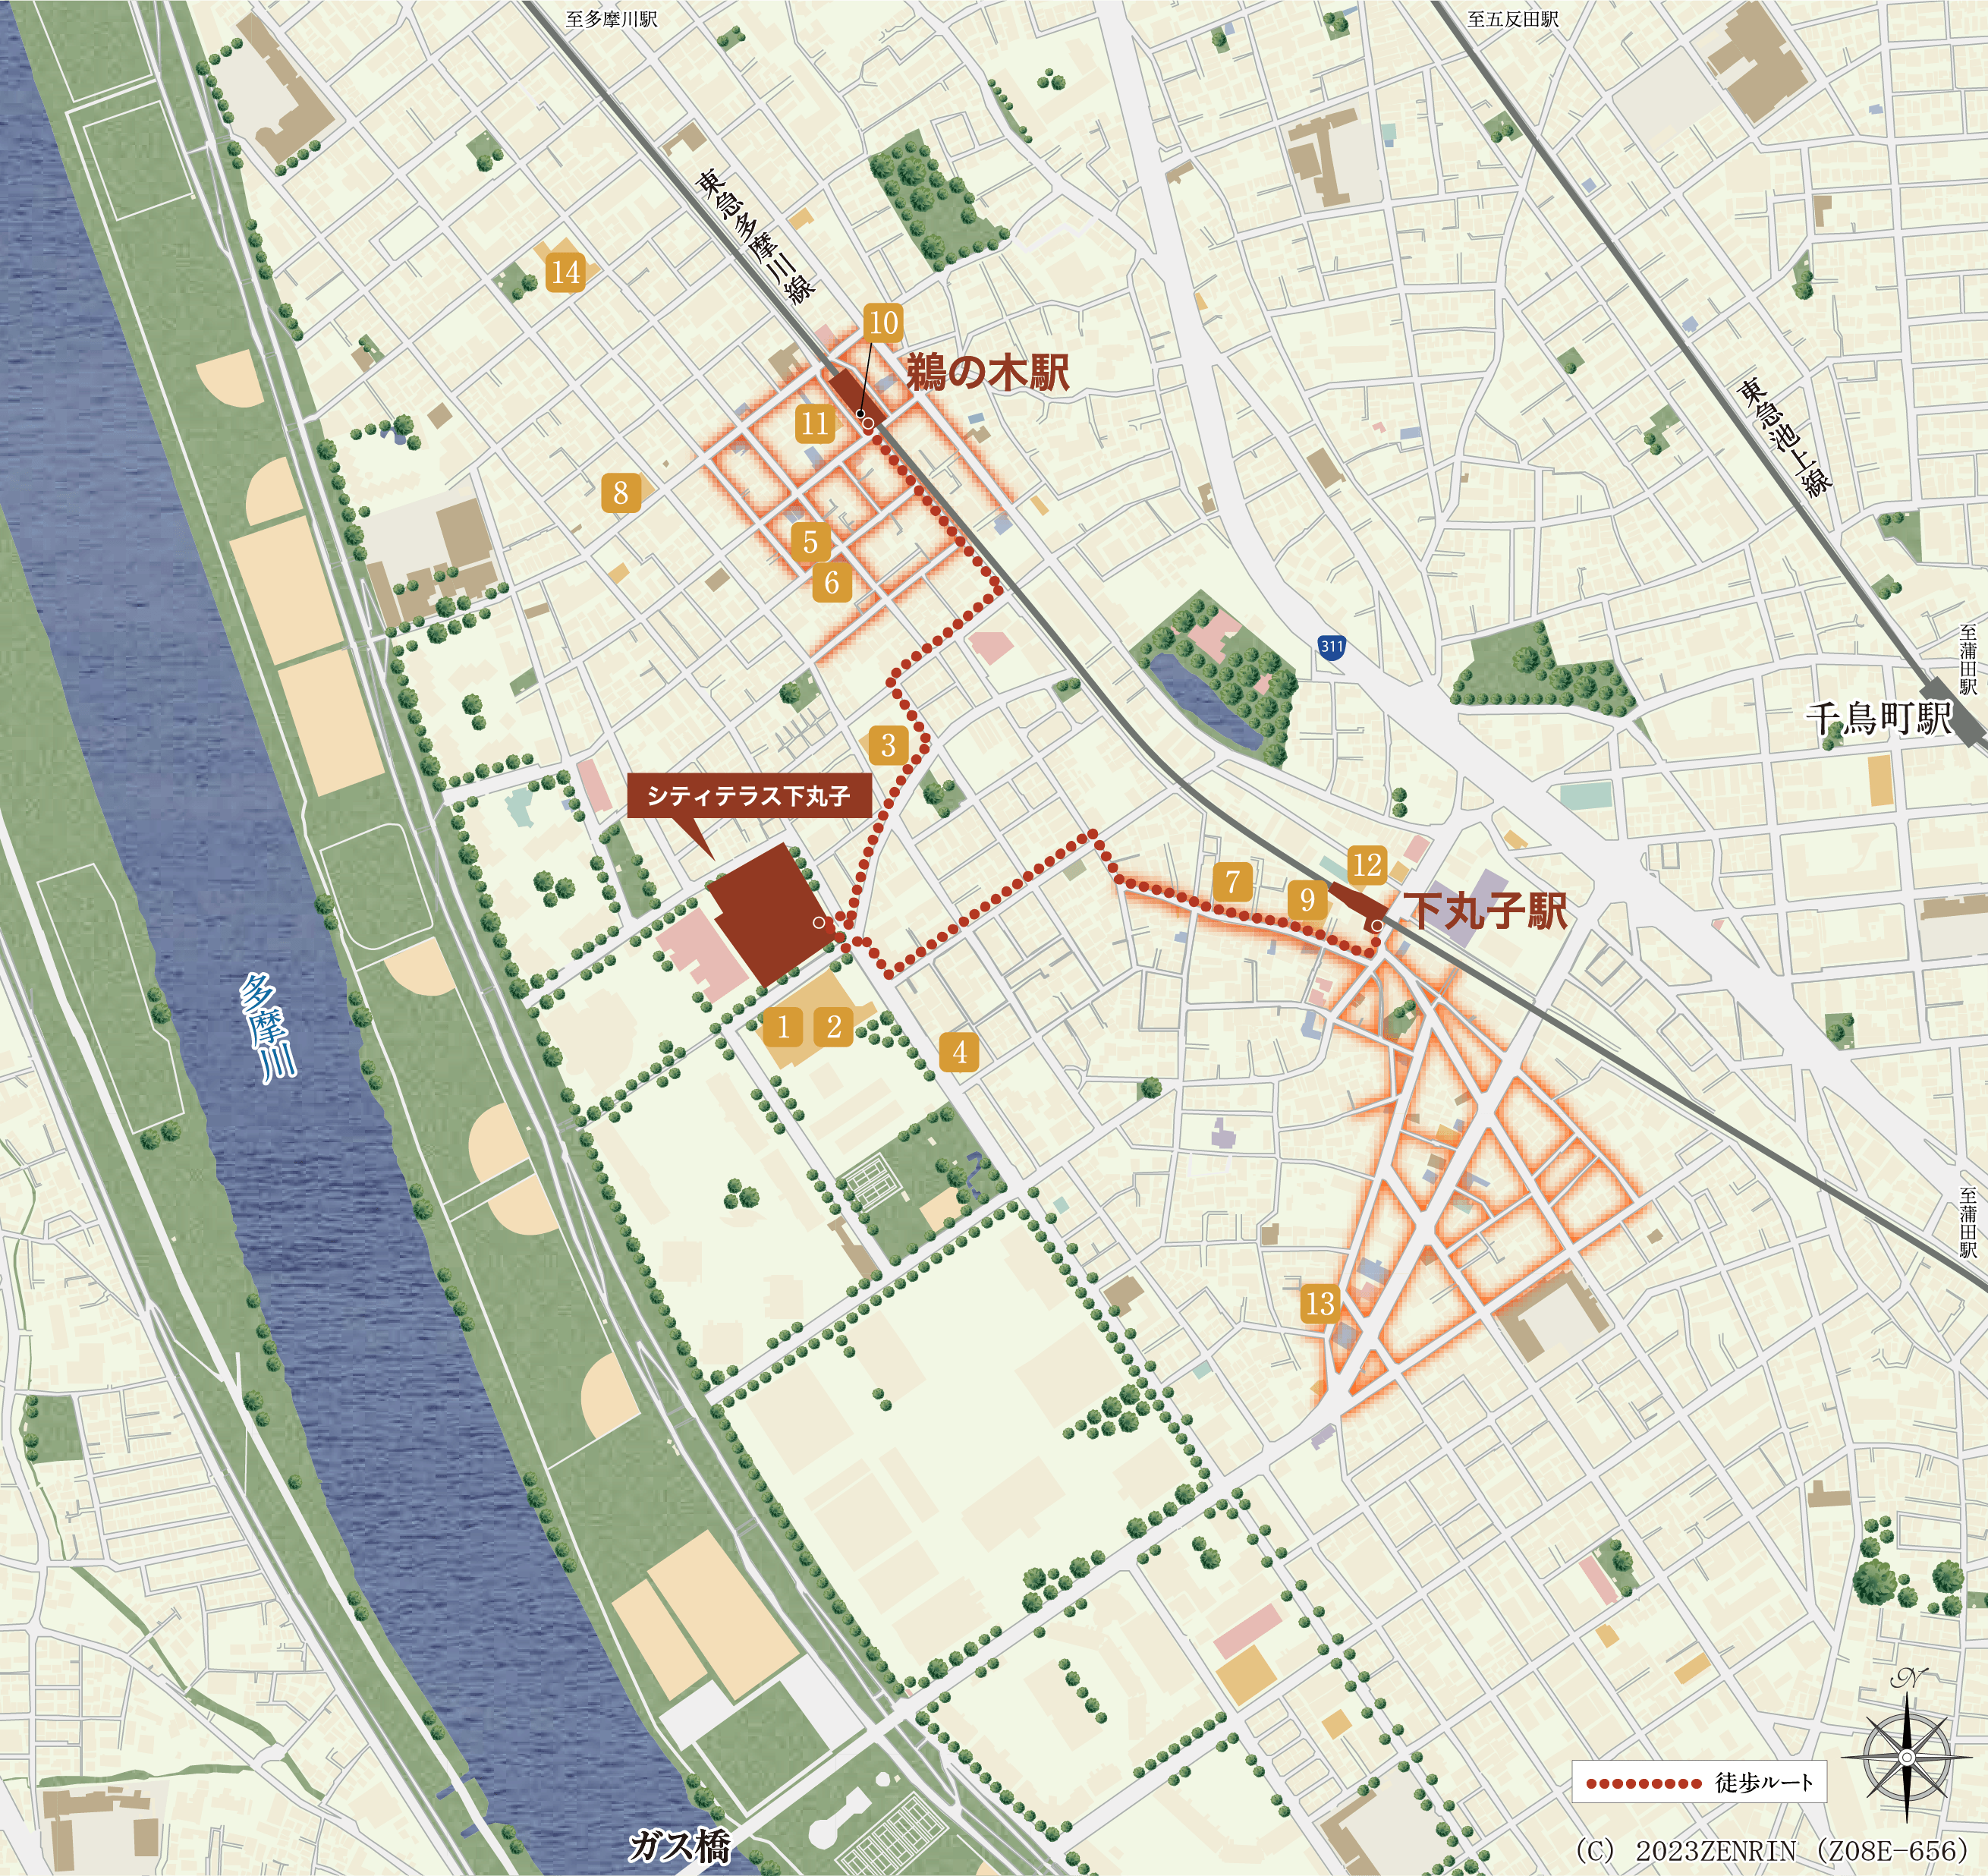 至多摩川駅
至五反田駅
東急多摩川線
14
10
鵜の木駅
11
8
5
6
東急池上線
311
至蒲田駅
千鳥町駅
3
シティテラス下丸子
12
7
9
下丸子駅
多摩川
1
2
4
至蒲田駅
13
N
徒歩ルート
ガス橋
(C) 2023ZENRIN (Z08E-656)